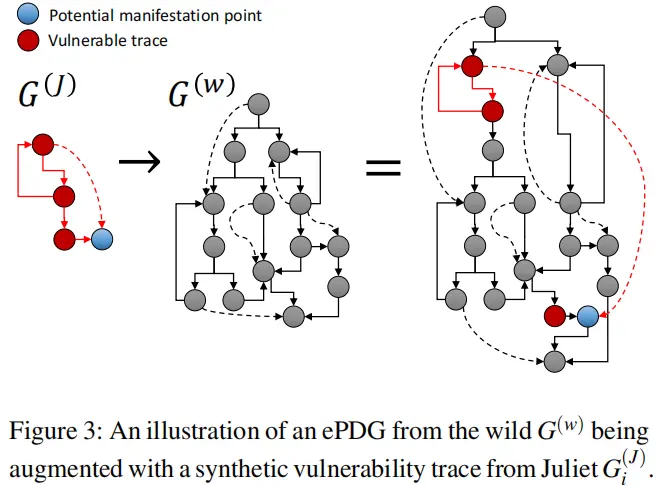 Potential manifestation point
Vulnerable trace
G^(J)
→
G^(w)
=
Figure 3: An illustration of an ePDG from the wild G^(w) being
augmented with a synthetic vulnerability trace from Juliet G_i^(J).